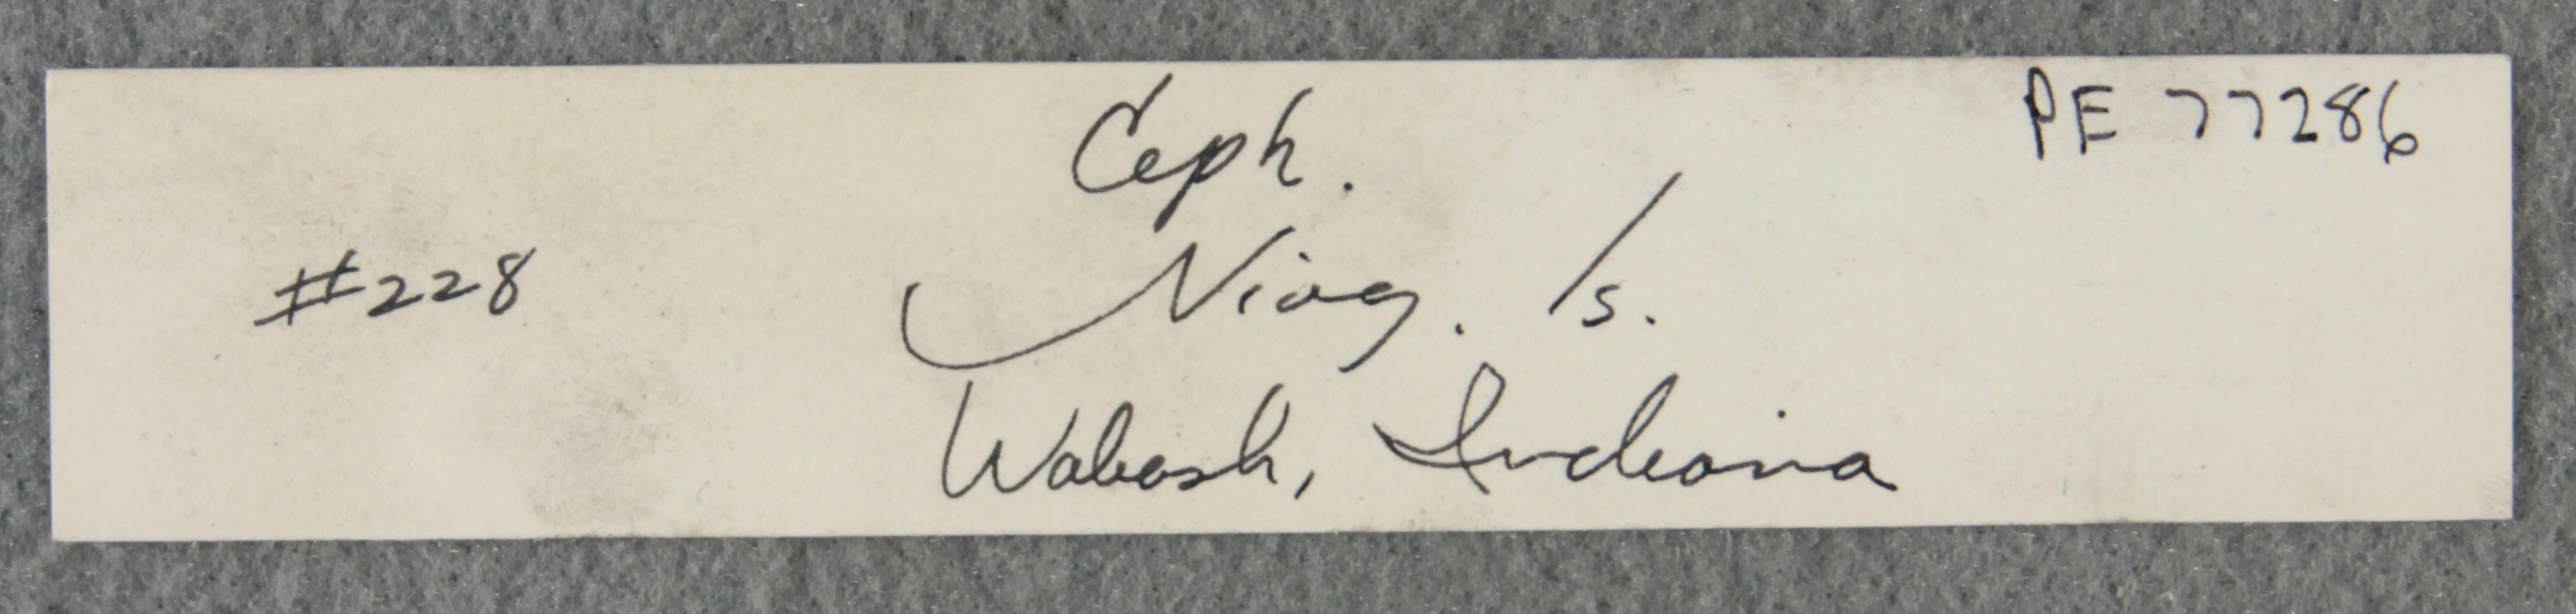 PE 77286
Ceph.
#228 Niag. ls.
Wabash, Indiana